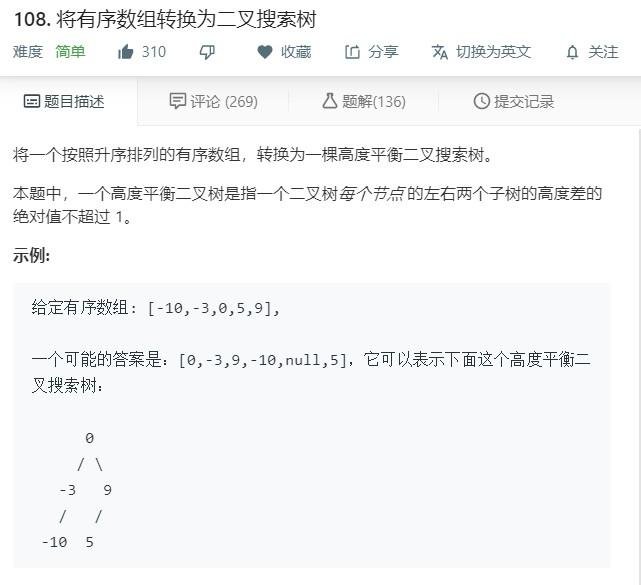 108. 将有序数组转换为二叉搜索树
难度 简单 310 收藏 分享 切换为英文 关注
题目描述 评论 (269) 题解(136) 提交记录
将一个按照升序排列的有序数组，转换为一棵高度平衡二叉搜索树。
本题中，一个高度平衡二叉树是指一个二叉树每个节点 的左右两个子树的高度差的
绝对值不超过 1。
示例:
给定有序数组: [-10,-3,0,5,9],
一个可能的答案是：[0,-3,9,-10,null,5]，它可以表示下面这个高度平衡二
叉搜索树：
0
/ \
-3 9
/ /
-10 5